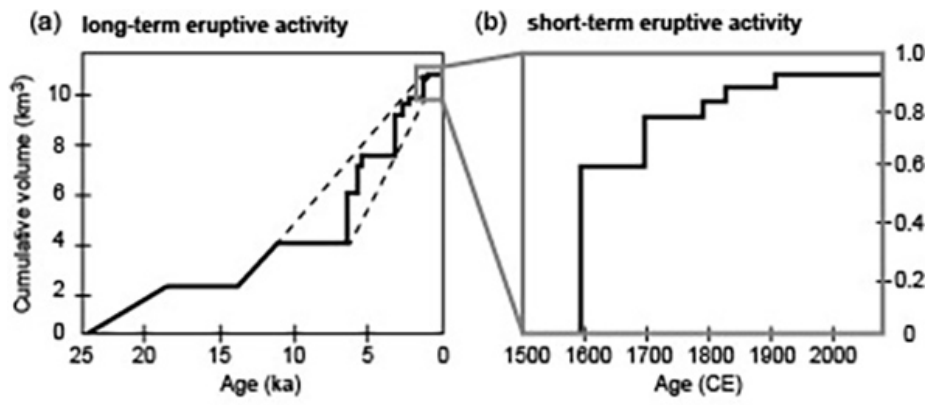 (a) long-term eruptive activity
Cumulative volume (km³)
10
8
6
4
2
0
25 20 15 10 5 0
Age (ka)
(b) short-term eruptive activity
1.0
0.8
0.6
0.4
0.2
0
1500 1600 1700 1800 1900 2000
Age (CE)